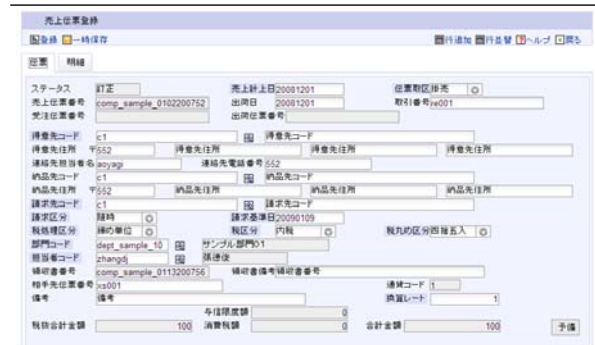 売上伝票登録
登録 一時保存 行追加 行並替 ヘルプ 戻る
伝票 明細
ステータス 訂正 売上計上日 20081201 伝票取区 掛売
売上伝票番号 comp_sample_0102200752 出荷日 20081201 取引番号 re001
受注伝票番号 出荷伝票番号
得意先コード c1 得意先コード
得意先住所 〒552 得意先住所 得意先住所 得意先住所
連絡先担当者名 aoyagi 連絡先電話番号 552
納品先コード c1 納品先コード
納品先住所 〒552 納品先住所 納品先住所 納品先住所
請求先コード c1 請求先コード
請求区分 随時 請求基準日 20090109
税処理区分 締め単位 税区分 内税 税丸め区分 四捨五入
部門コード dept_sample_10 サンプル部門01
担当者コード zhangdj 張德俊
領収書番号 comp_sample_0113200756 領収書備考 領収書番号
相手先伝票番号 xs001 通貨コード 1
備考 備考 換算レート 1
与信限度額 0
税抜合計金額 100 消費税額 0 合計金額 100 予備